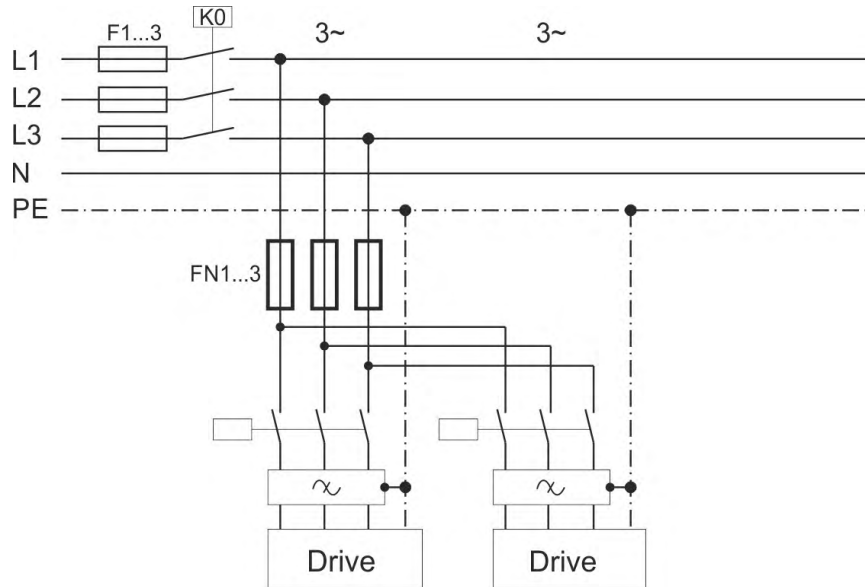 K0
F1...3
3~
3~
L1
L2
L3
N
PE
FN1...3
Drive
Drive